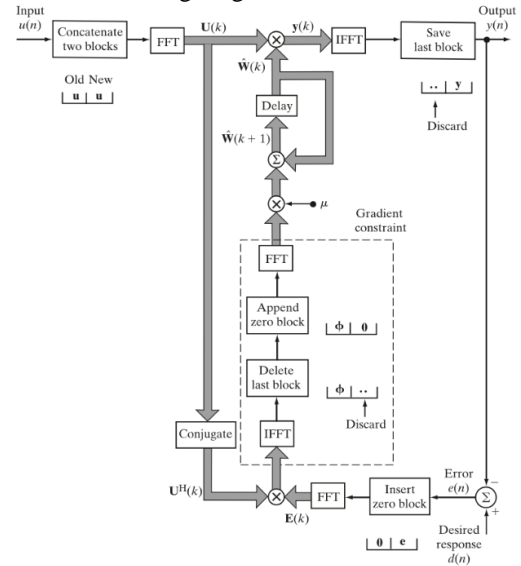 Input
u(n)
Concatenate
two blocks
FFT
U(k)
y(k)
IFFT
Save
last block
Output
y(n)
Old New
u | u
Ŵ(k)
.. | y
Discard
Delay
Ŵ(k + 1)
Σ
μ
Gradient
constraint
FFT
Append
zero block
ϕ | 0
Delete
last block
ϕ | ..
Discard
Conjugate
IFFT
U^H(k)
E(k)
FFT
Insert
zero block
Error
e(n)
−
Σ
+
0 | e
Desired
response
d(n)